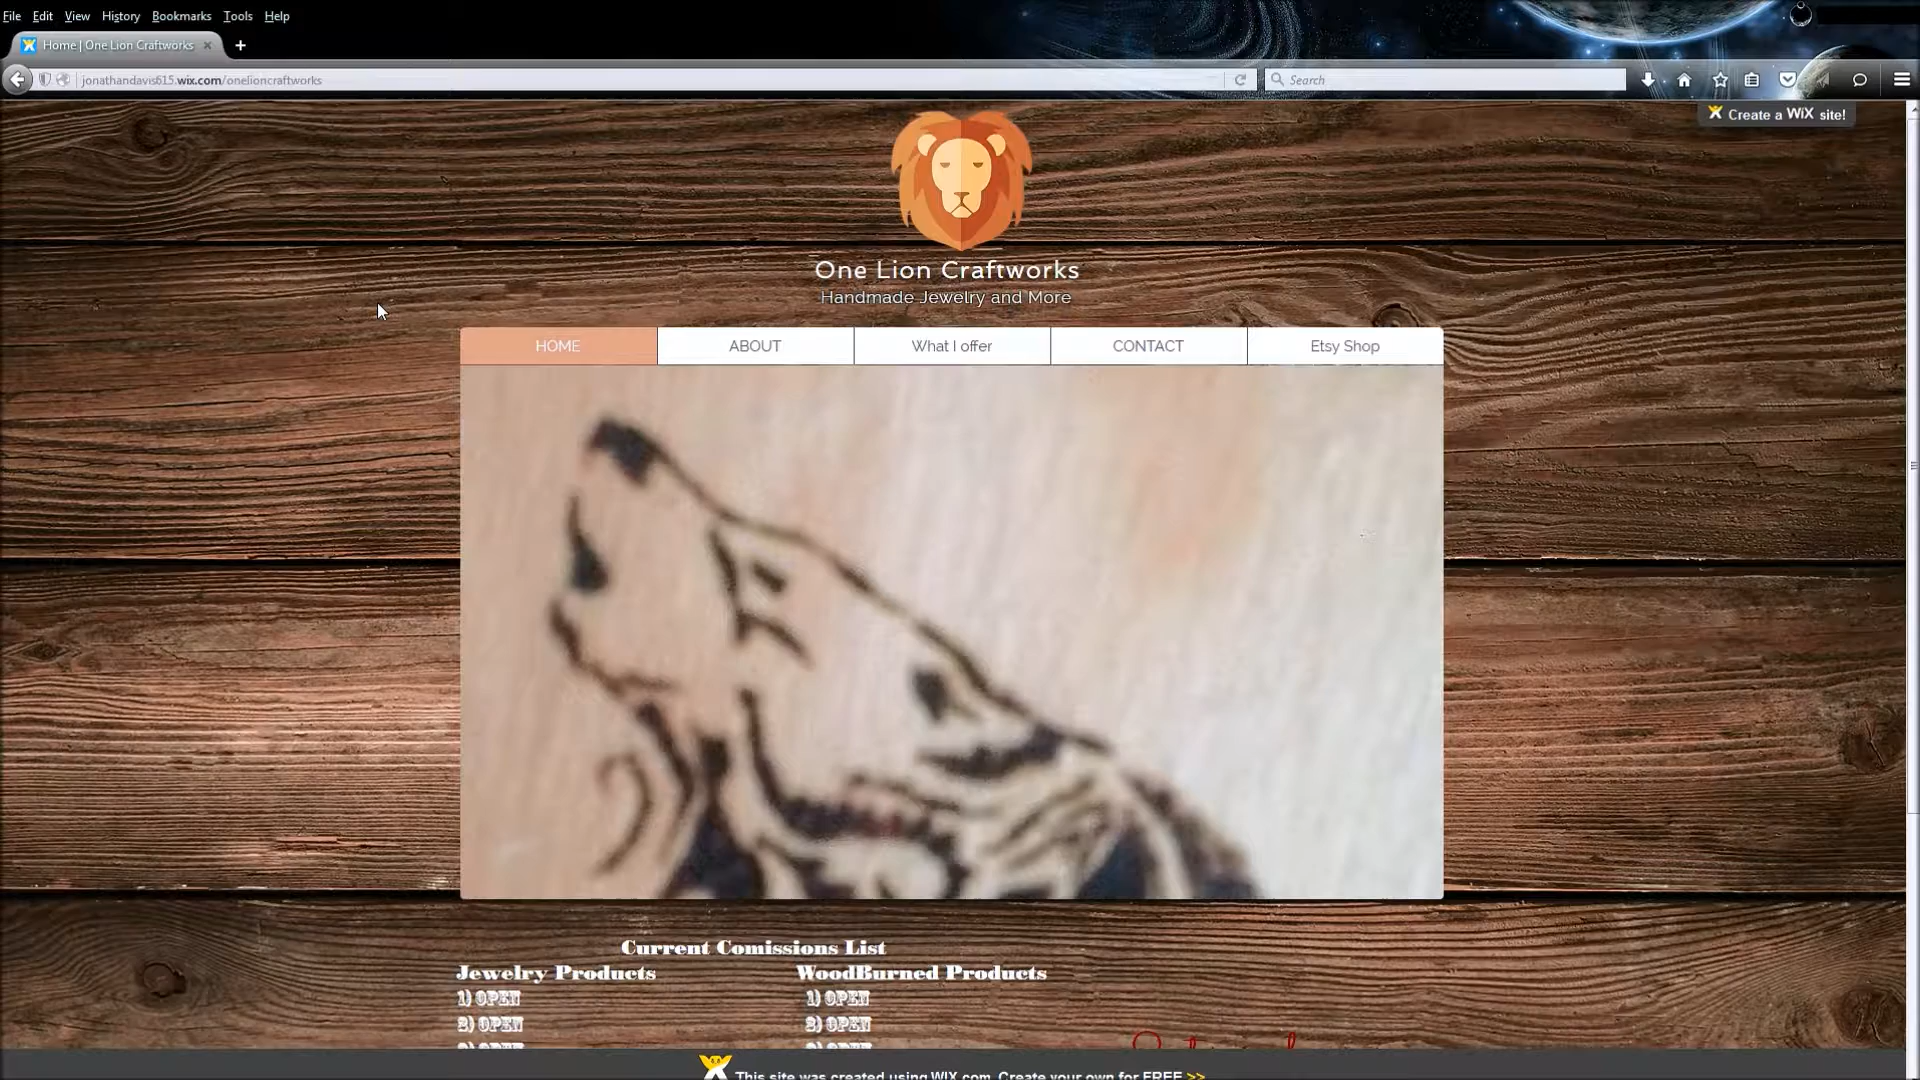 File Edit View History Bookmarks Tools Help
Home | One Lion Craftworks
jonathandavis615.wix.com/onelioncraftworks
Search
Create a WiX site!
One Lion Craftworks
Handmade Jewelry and More
HOME ABOUT What I offer CONTACT Etsy Shop
Current Comissions List
Jewelry Products WoodBurned Products
1) OPEN 1) OPEN
2) OPEN 2) OPEN
This site was created using WIX.com. Create your own for FREE >>